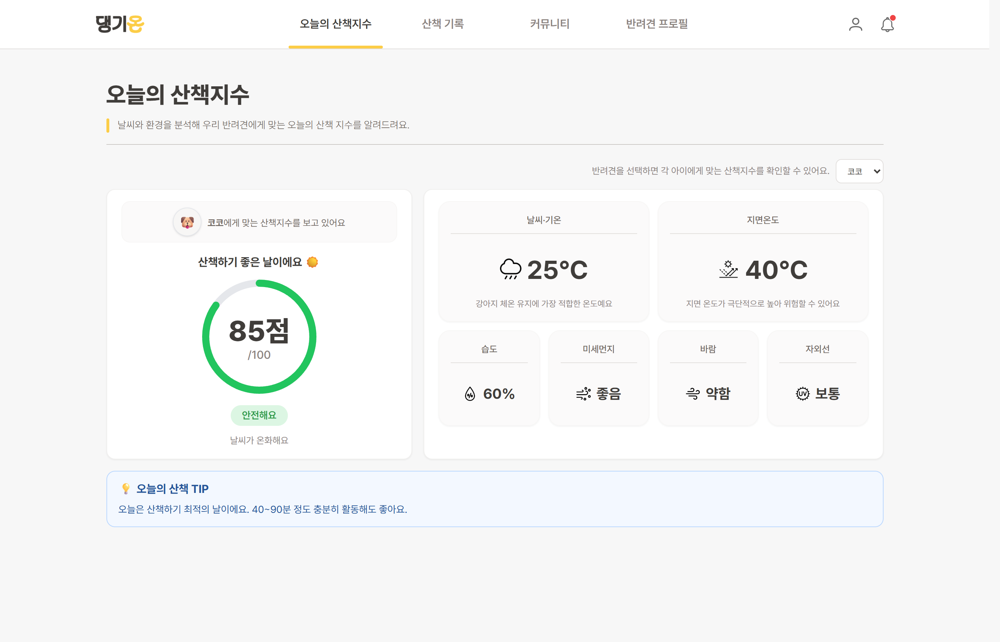 댕기온
오늘의 산책지수
산책 기록
커뮤니티
반려견 프로필
오늘의 산책지수
날씨와 환경을 분석해 우리 반려견에게 맞는 오늘의 산책 지수를 알려드려요.
반려견을 선택하면 각 아이에게 맞는 산책지수를 확인할 수 있어요.
코코
코코에게 맞는 산책지수를 보고 있어요
산책하기 좋은 날이에요
85점
/100
안전해요
날씨가 온화해요
날씨·기온
25°C
강아지 체온 유지에 가장 적합한 온도예요
지면온도
40°C
지면 온도가 극단적으로 높아 위험할 수 있어요
습도
% 60%
미세먼지
좋음
바람
약함
자외선
UV 보통
오늘의 산책 TIP
오늘은 산책하기 최적의 날이에요. 40~90분 정도 충분히 활동해도 좋아요.